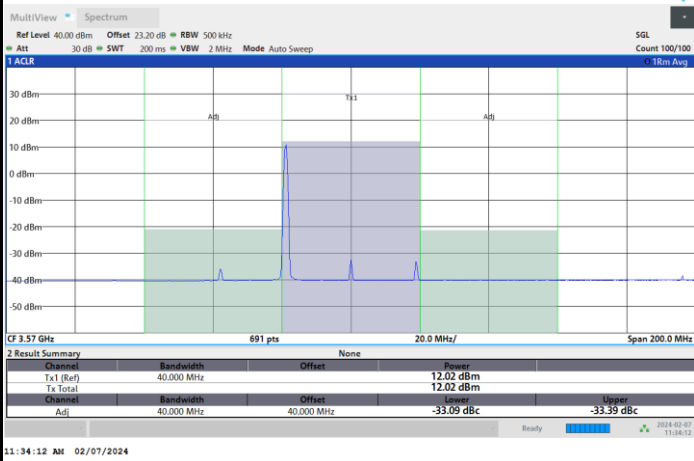 MultiView Spectrum
Ref Level 40.00 dBm Offset 23.20 dB RBW 500 kHz SGL
Att 30 dB SWT 200 ms VBW 2 MHz Mode Auto Sweep Count 100/100
1 ACLR 1Rm Avg
30 dBm
Tx1
20 dBm Adj Adj
10 dBm
0 dBm
-10 dBm
-20 dBm
-30 dBm
-40 dBm
-50 dBm
CF 3.57 GHz 691 pts 20.0 MHz/ Span 200.0 MHz
2 Result Summary None
Channel Bandwidth Offset Power
Tx1 (Ref) 40.000 MHz 12.02 dBm
Tx Total 12.02 dBm
Channel Bandwidth Offset Lower Upper
Adj 40.000 MHz 40.000 MHz -33.09 dBc -33.39 dBc
Ready 2024-02-07
11:34:12
11:34:12 AM 02/07/2024